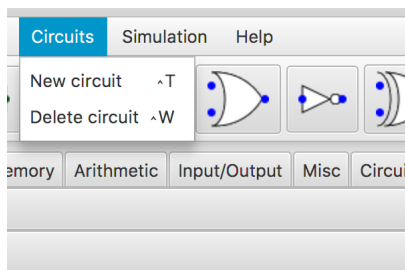 Circuits Simulation Help
New circuit ^T
Delete circuit ^W
emory Arithmetic Input/Output Misc Circui